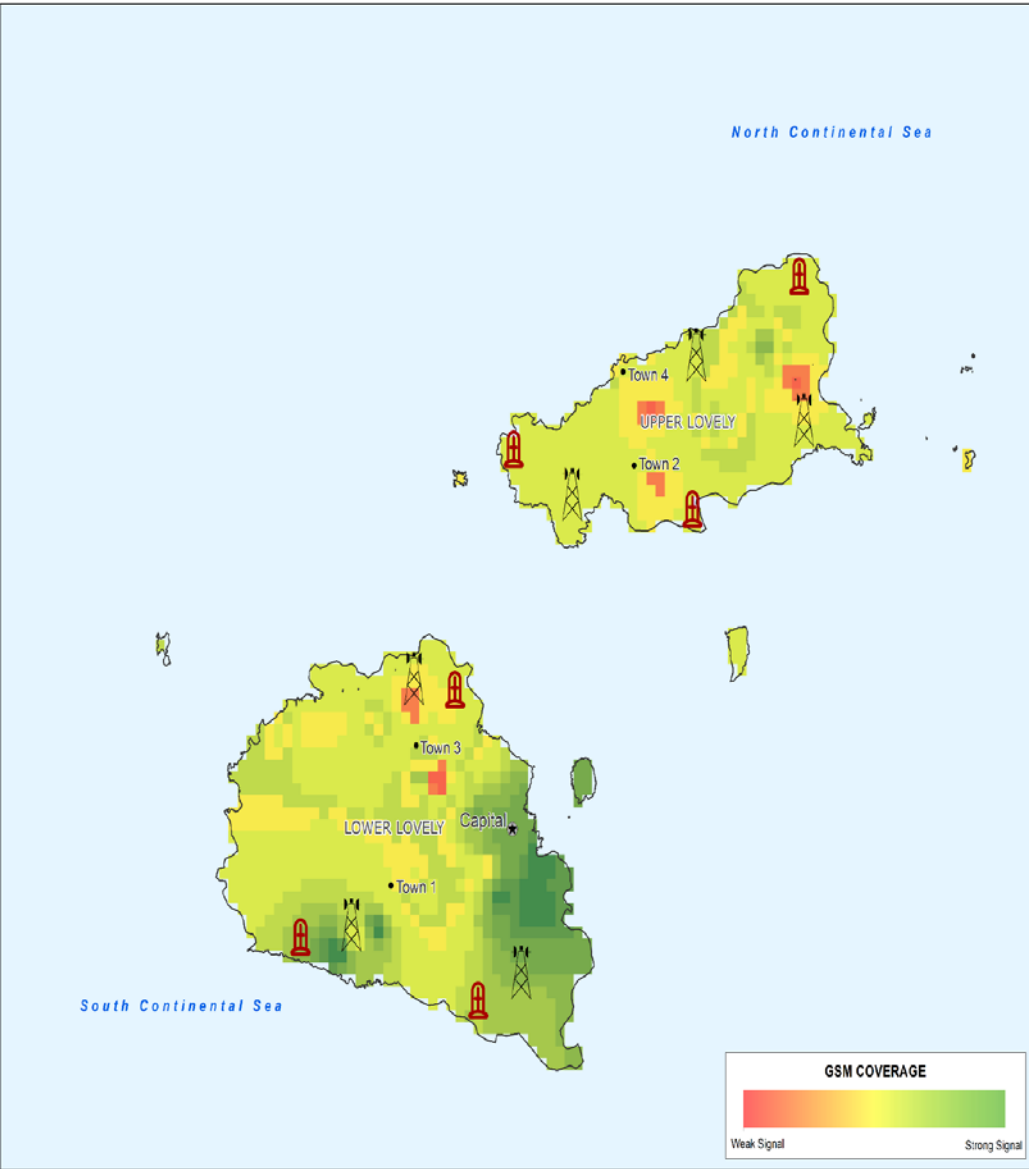 North Continental Sea
Town 4
UPPER LOVELY
Town 2
Town 3
Capital
LOWER LOVELY
Town 1
South Continental Sea
GSM COVERAGE
Weak Signal
Strong Signal